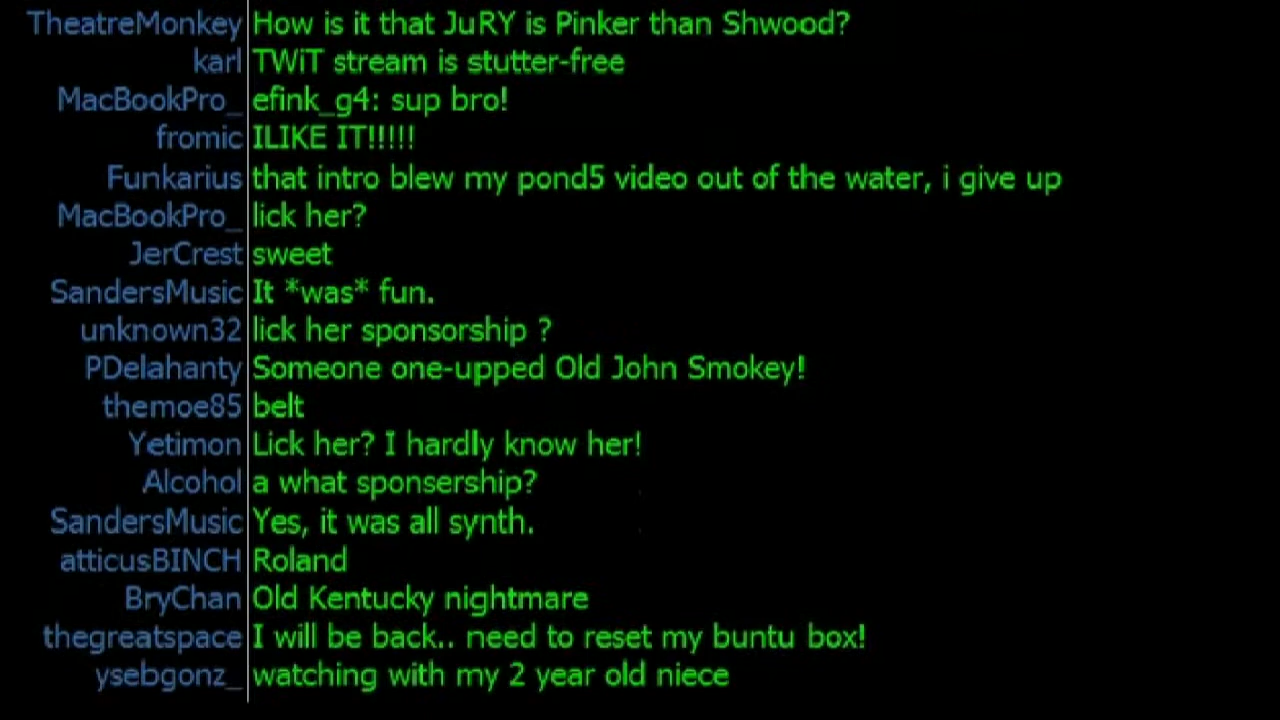 TheatreMonkey How is it that JuRY is Pinker than Shwood?
karl TWiT stream is stutter-free
MacBookPro_ efink_g4: sup bro!
fromic ILIKE IT!!!!!
Funkarius that intro blew my pond5 video out of the water, i give up
MacBookPro_ lick her?
JerCrest sweet
SandersMusic It *was* fun.
unknown32 lick her sponsorship ?
PDelahanty Someone one-upped Old John Smokey!
themoe85 belt
Yetimon Lick her? I hardly know her!
Alcohol a what sponsership?
SandersMusic Yes, it was all synth.
atticusBINCH Roland
BryChan Old Kentucky nightmare
thegreatspace I will be back.. need to reset my buntu box!
ysebgonz_ watching with my 2 year old niece